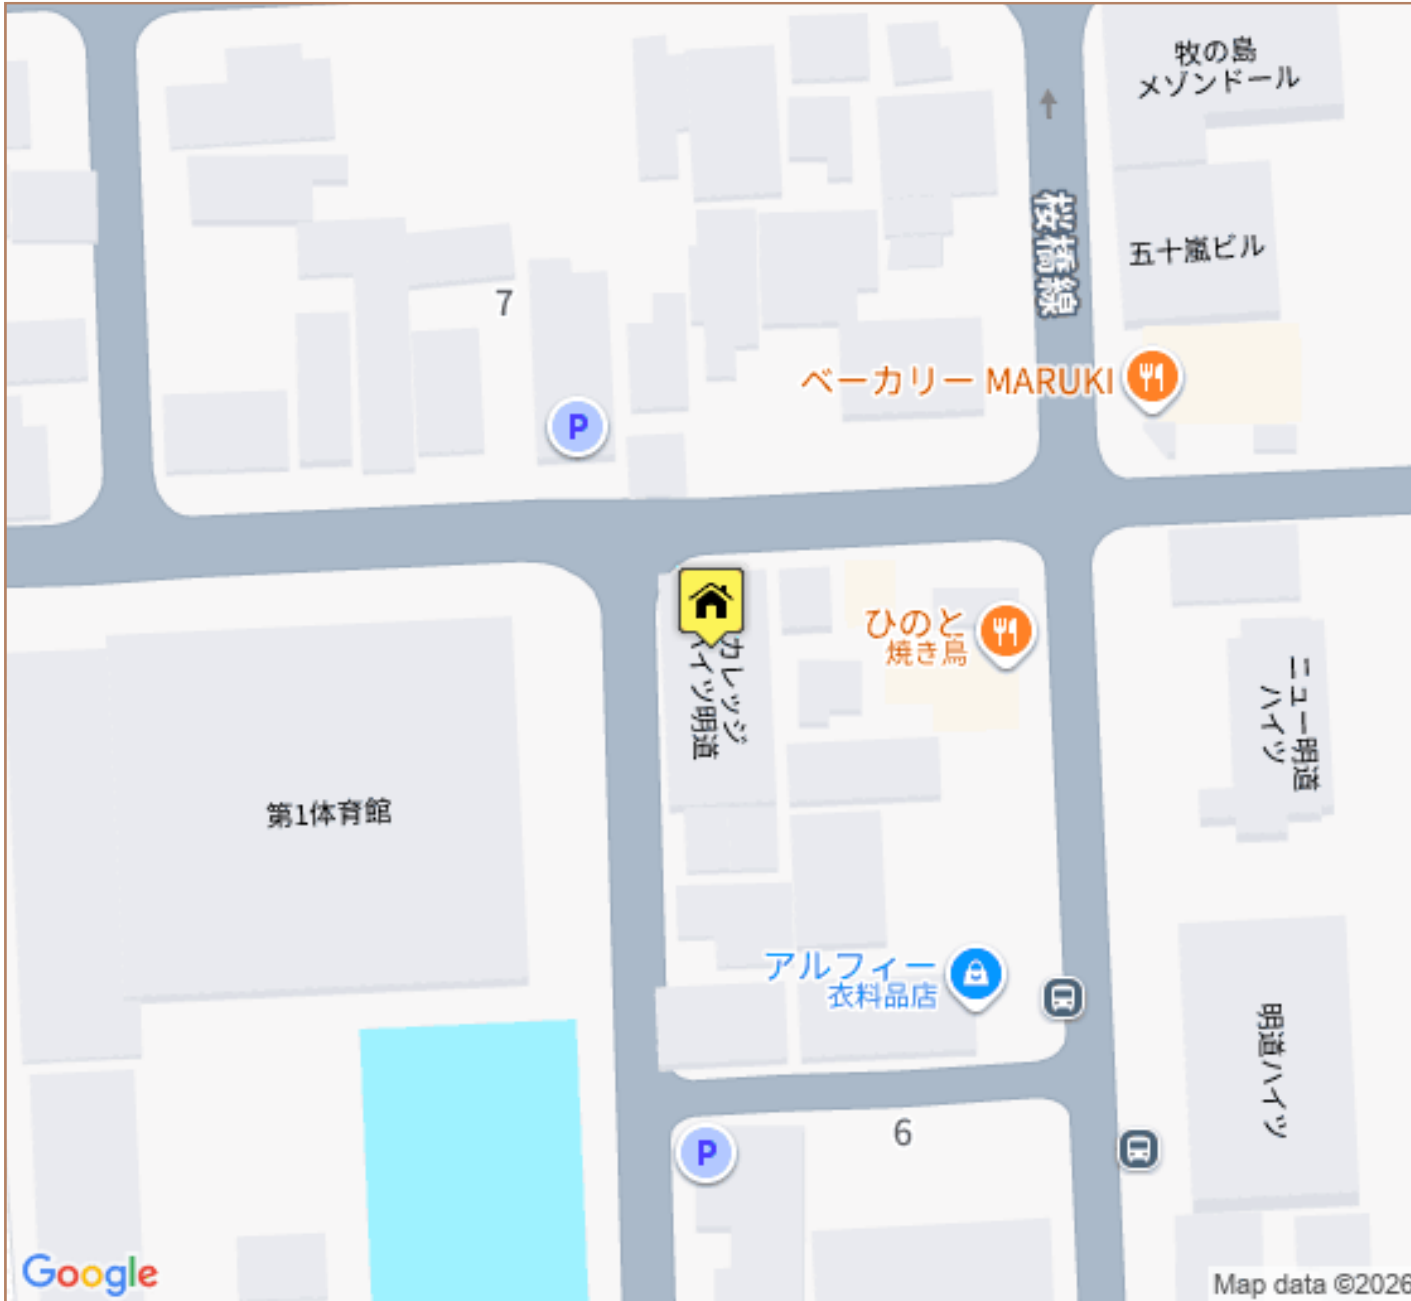 牧の島
メゾンドール
桜橋線
五十嵐ビル
7
ベーカリー MARUKI
P
ひのと
焼き鳥
カレッジ
ハイツ明道
ニュー明道
ハイツ
第1体育館
アルフィー
衣料品店
明道ハイツ
6
P
Google
Map data ©2026